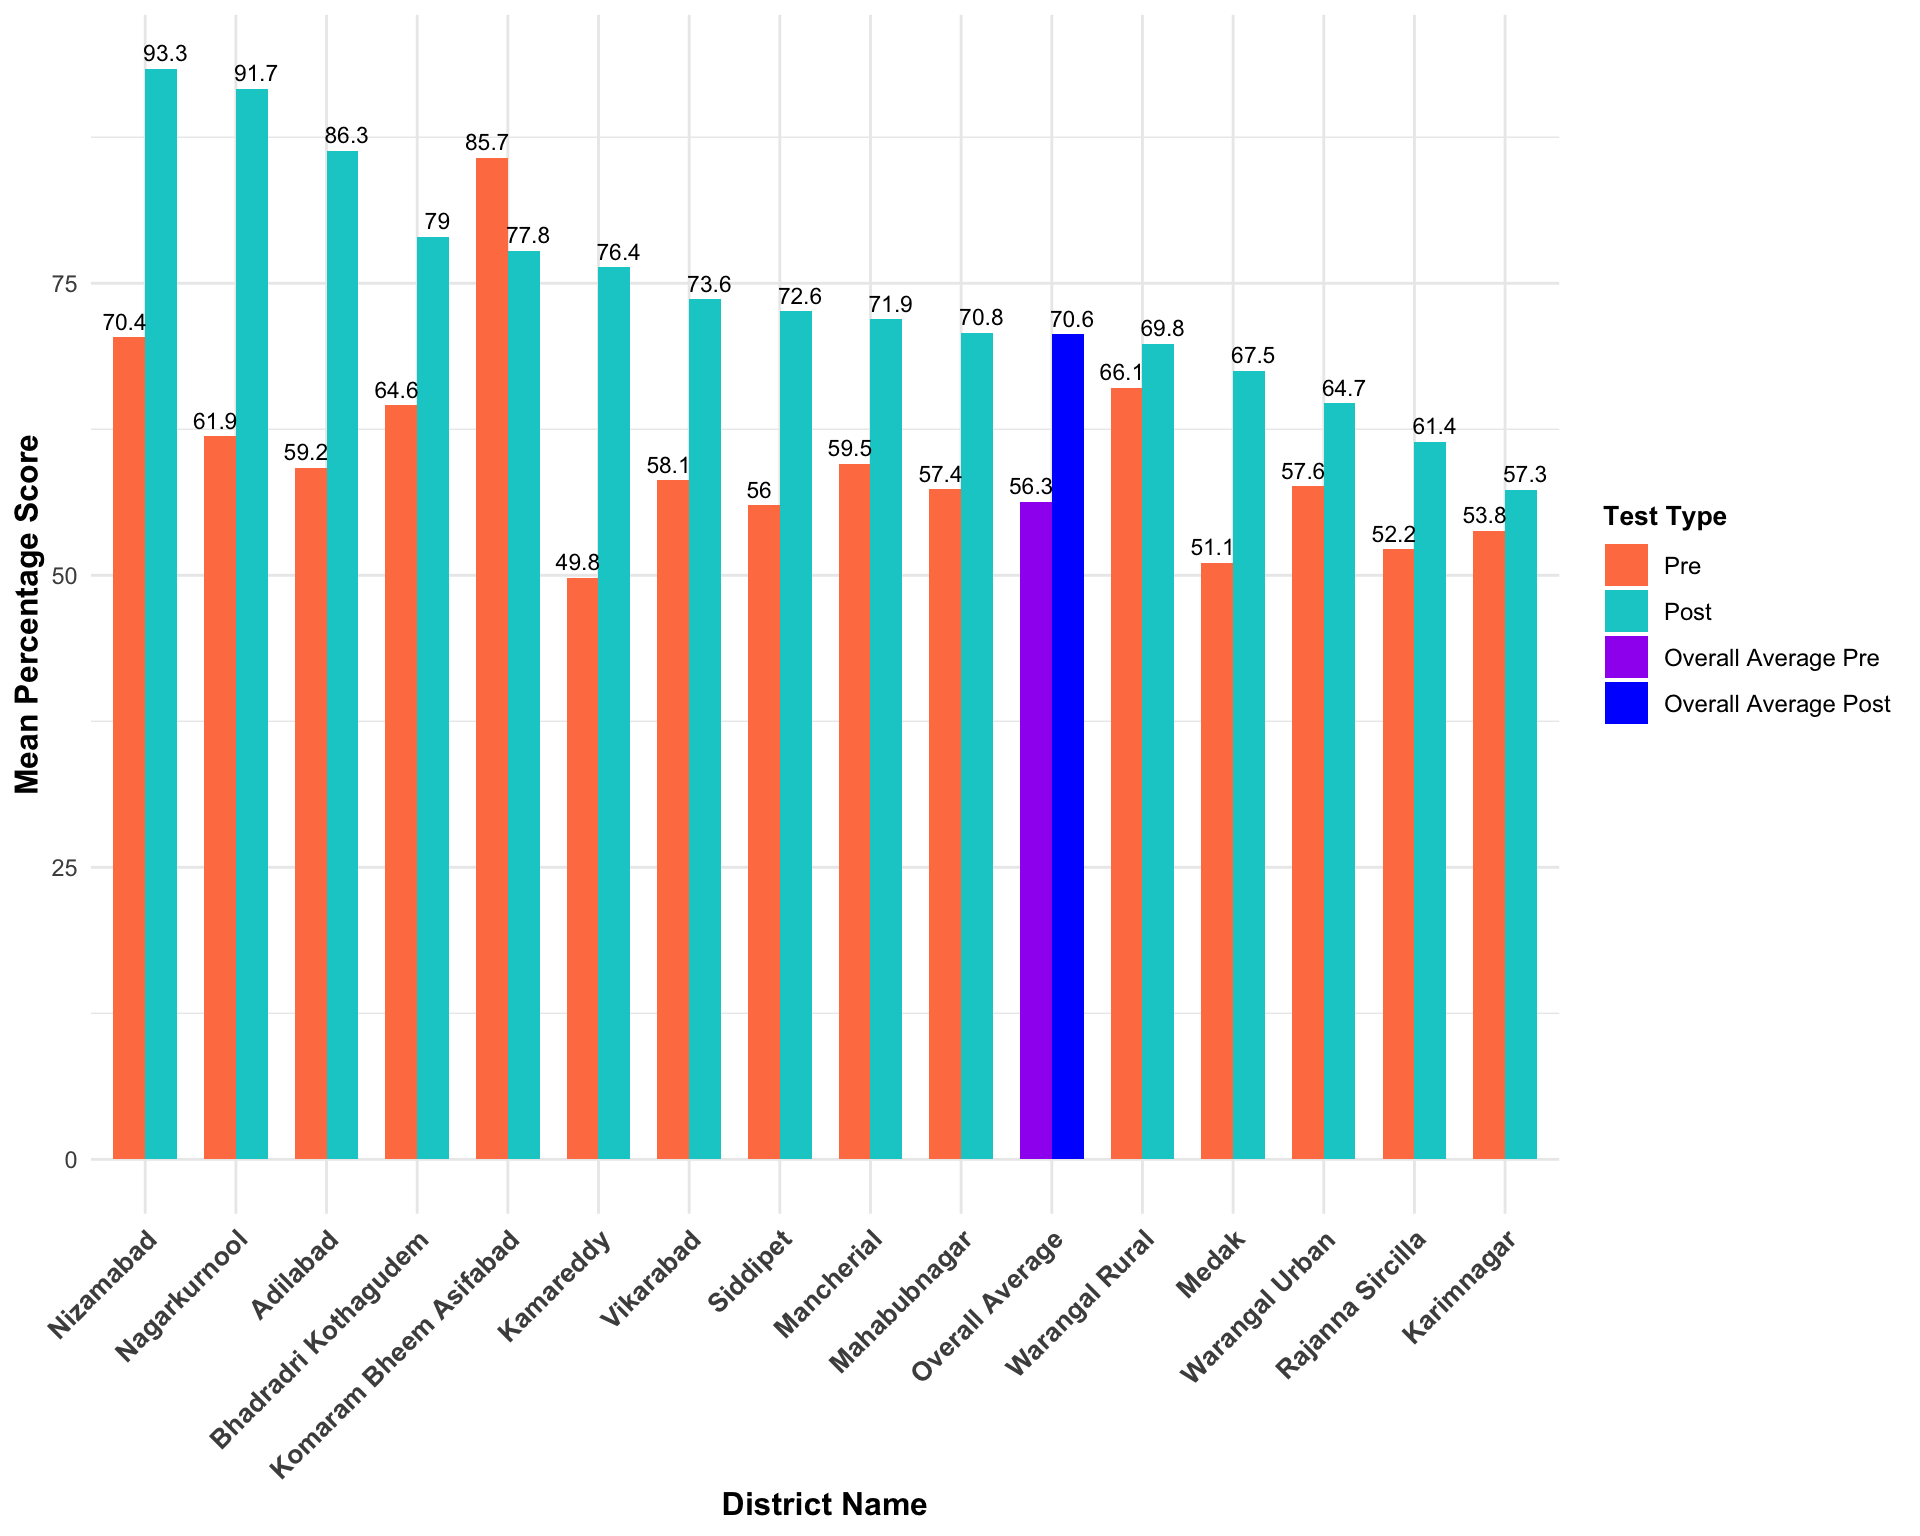 93.3
91.7
86.3
85.7
79
77.8
76.4
73.6
72.6
71.9
70.8
70.6
69.8
70.4
67.5
66.1
64.6
64.7
61.9
61.4
59.2
59.5
58.1
57.4
57.6
57.3
56
56.3
53.8
52.2
51.1
49.8
75
50
25
0
Mean Percentage Score
Nizamabad
Nagarkurnool
Adilabad
Bhadradri Kothagudem
Komaram Bheem Asifabad
Kamareddy
Vikarabad
Siddipet
Mancherial
Mahabubnagar
Overall Average
Warangal Rural
Medak
Warangal Urban
Rajanna Sircilla
Karimnagar
District Name
Test Type
Pre
Post
Overall Average Pre
Overall Average Post